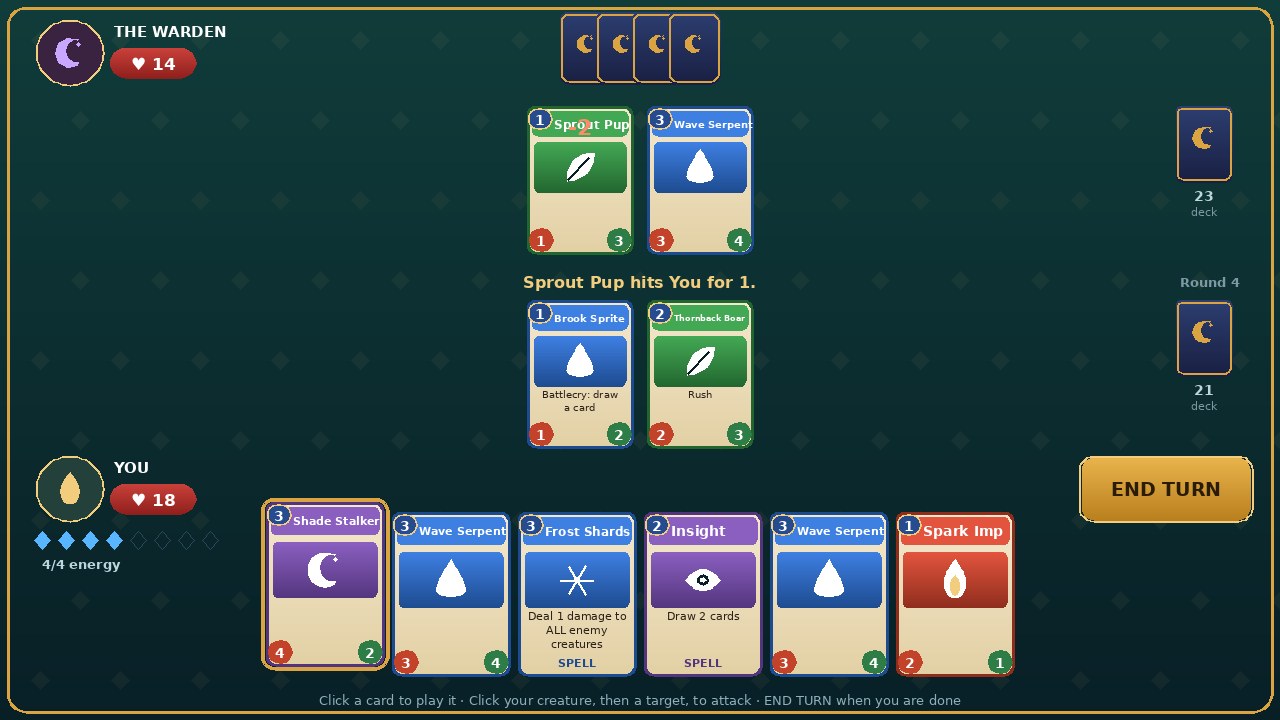 THE WARDEN
♥ 14
1 Sprout Pup
-2
1 3
3 Wave Serpent
3 4
23
deck
Sprout Pup hits You for 1.
Round 4
1 Brook Sprite
Battlecry: draw
a card
1 2
2 Thornback Boar
Rush
2 3
21
deck
YOU
♥ 18
4/4 energy
END TURN
3 Shade Stalker
4 2
3 Wave Serpent
3 4
3 Frost Shards
Deal 1 damage to
ALL enemy
creatures
SPELL
2 Insight
Draw 2 cards
SPELL
3 Wave Serpent
3 4
1 Spark Imp
2 1
Click a card to play it · Click your creature, then a target, to attack · END TURN when you are done